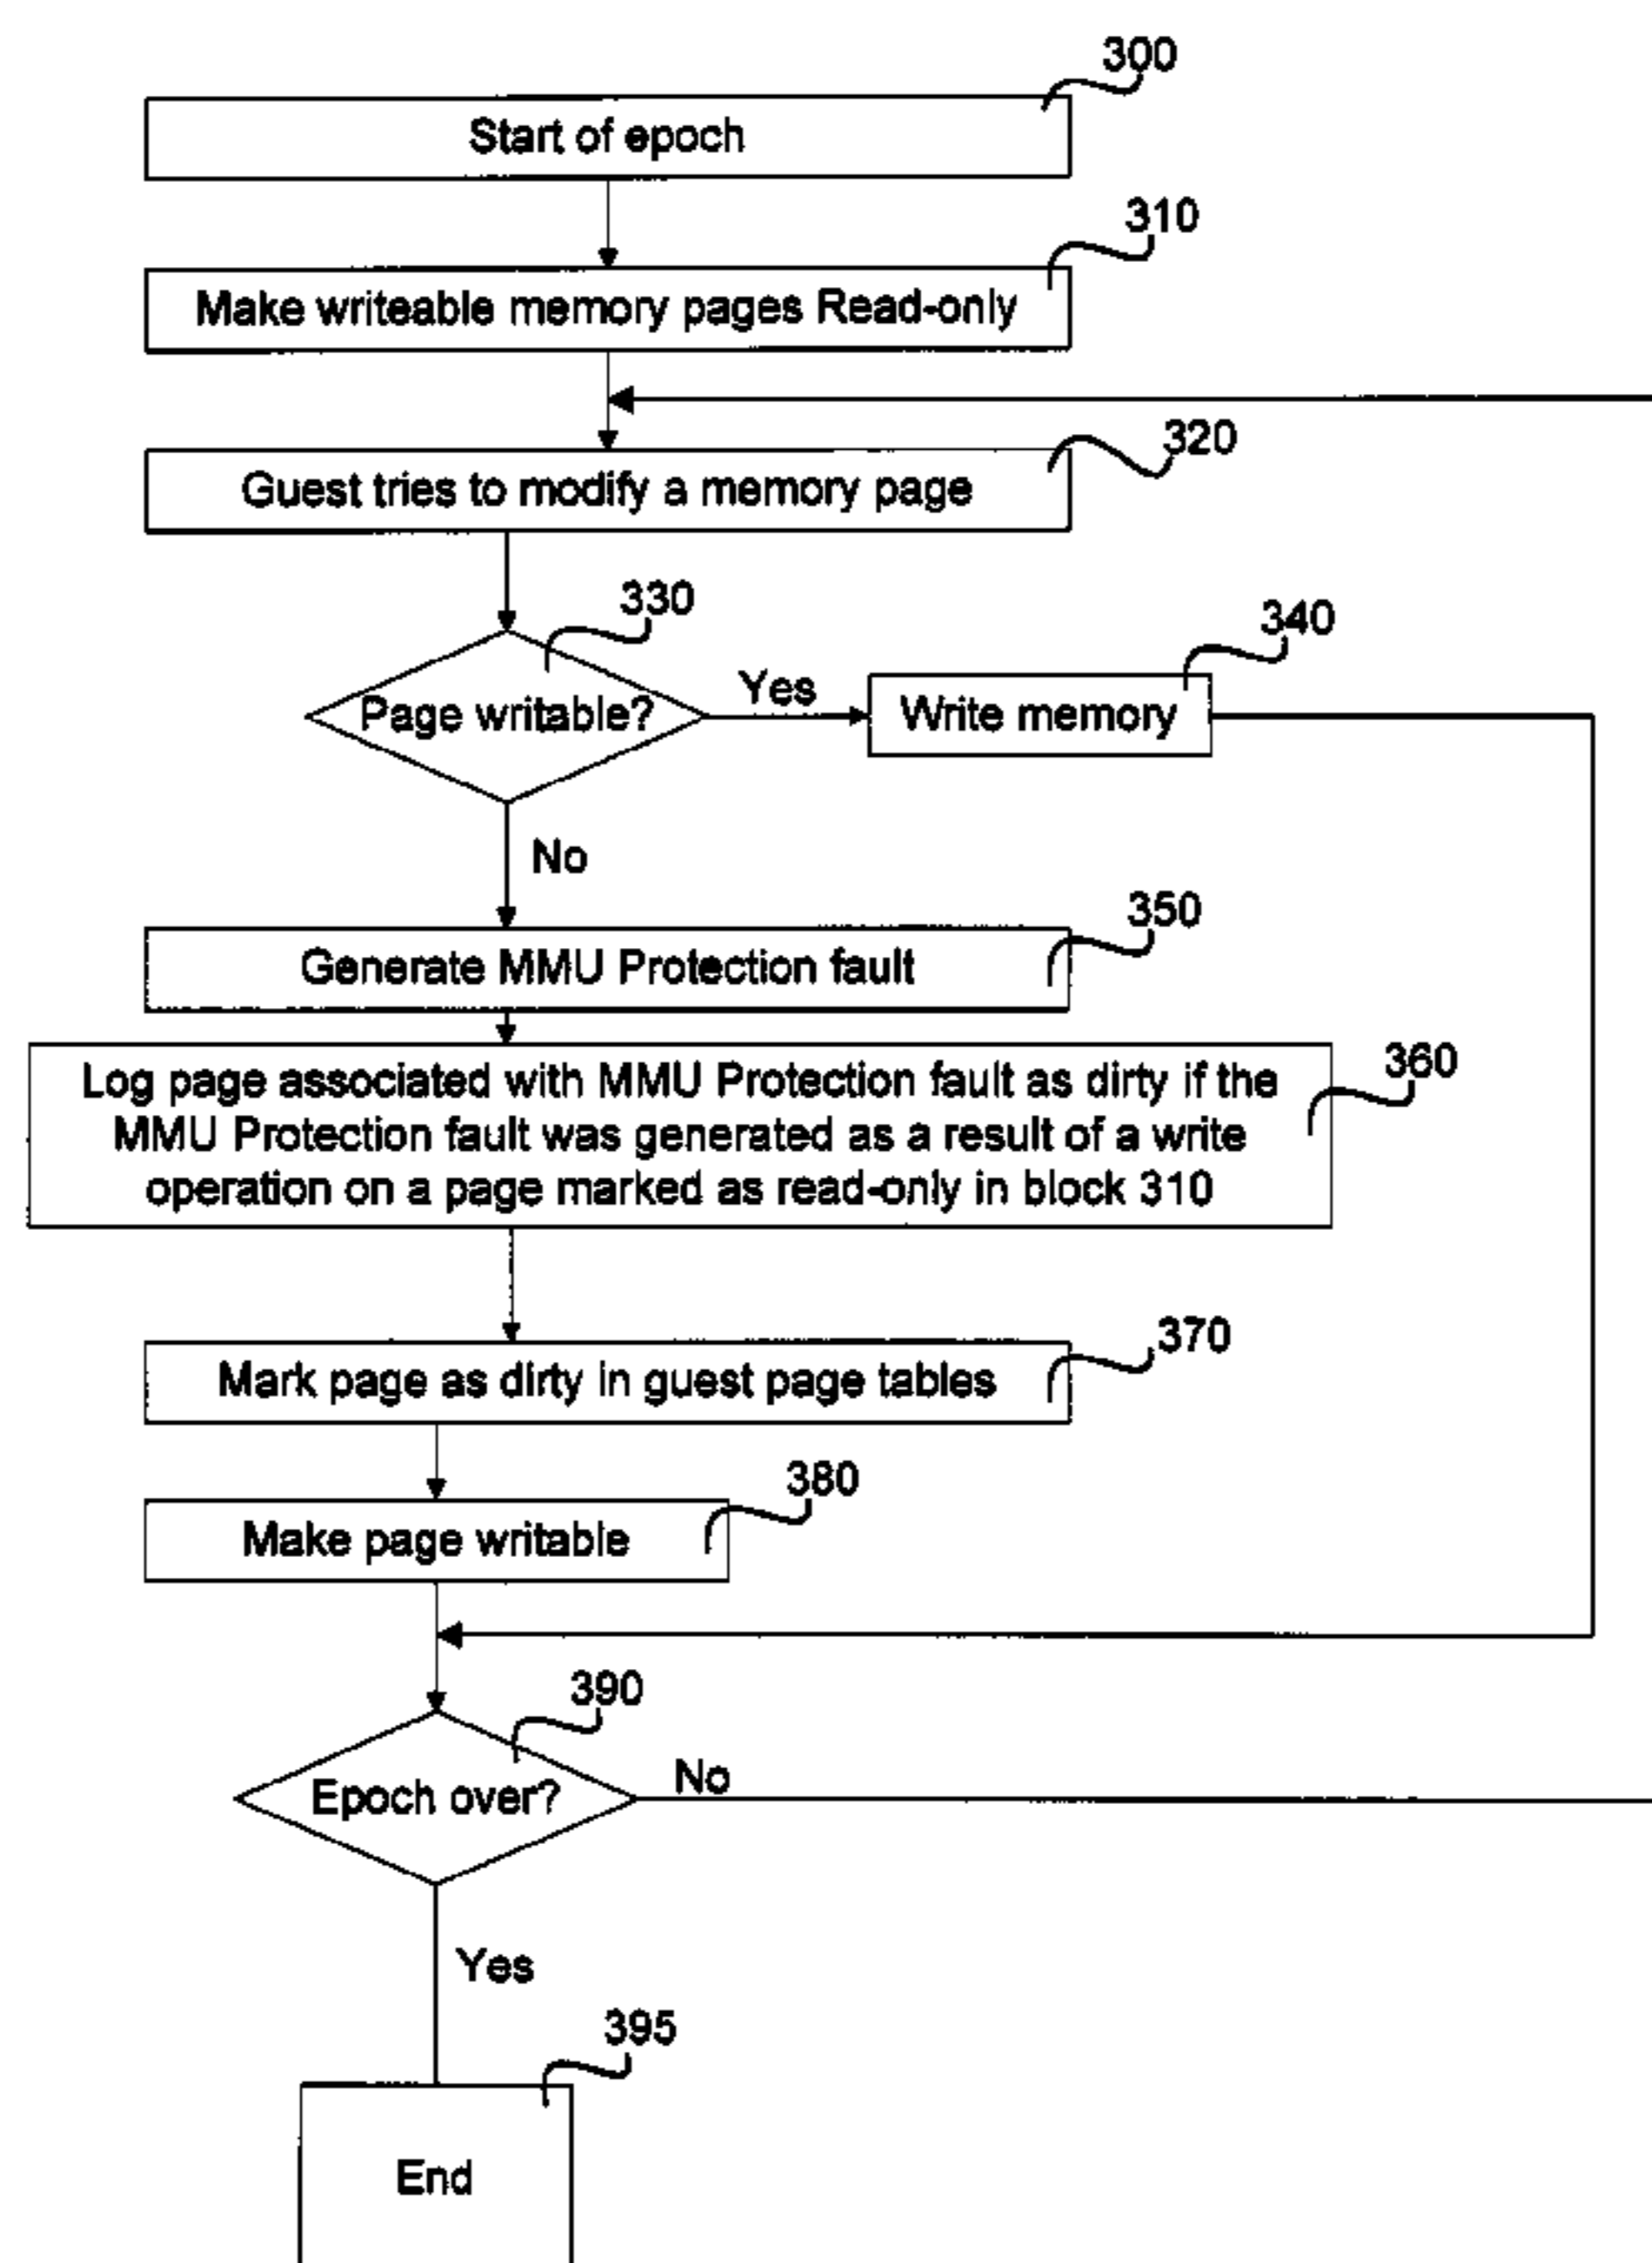 300
Start of epoch
310
Make writeable memory pages Read-only
320
Guest tries to modify a memory page
330
340
Page writable?
Yes
Write memory
No
350
Generate MMU Protection fault
360
Log page associated with MMU Protection fault as dirty if the
MMU Protection fault was generated as a result of a write
operation on a page marked as read-only in block 310
370
Mark page as dirty in guest page tables
380
Make page writable
390
Epoch over?
No
Yes
395
End